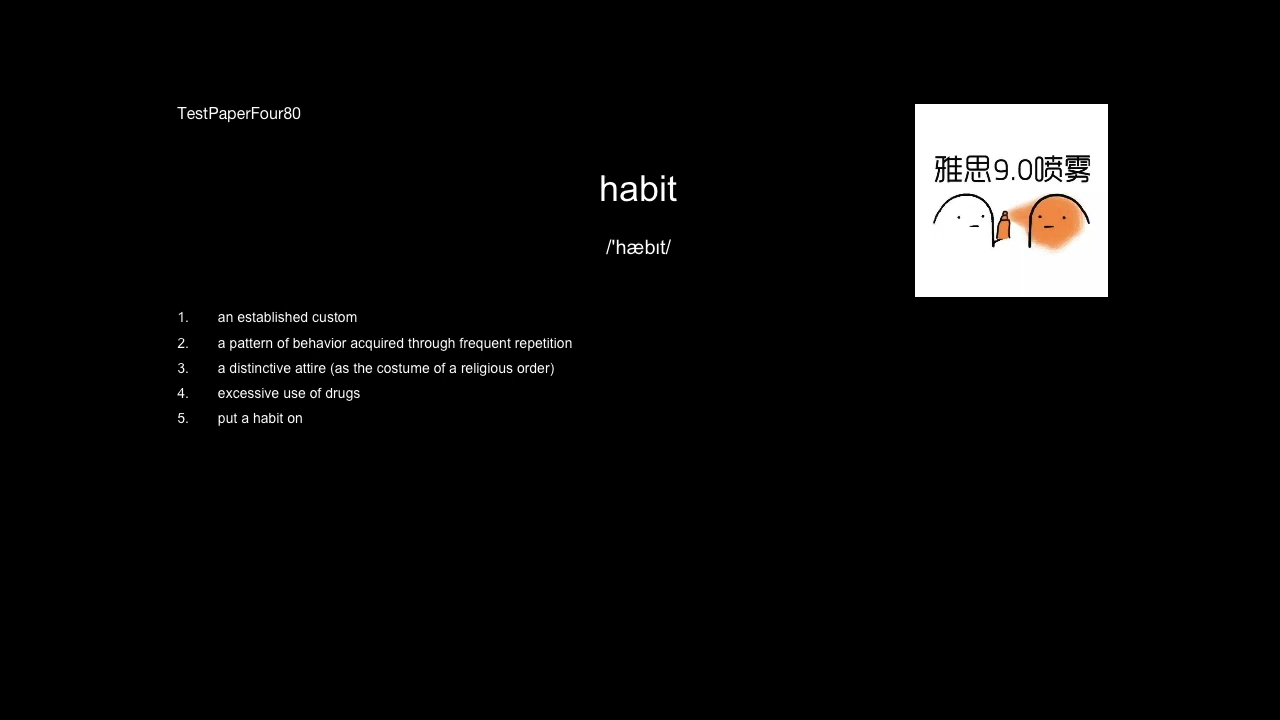 TestPaperFour80
雅思9.0喷雾
habit
/'hæbɪt/
1. an established custom
2. a pattern of behavior acquired through frequent repetition
3. a distinctive attire (as the costume of a religious order)
4. excessive use of drugs
5. put a habit on